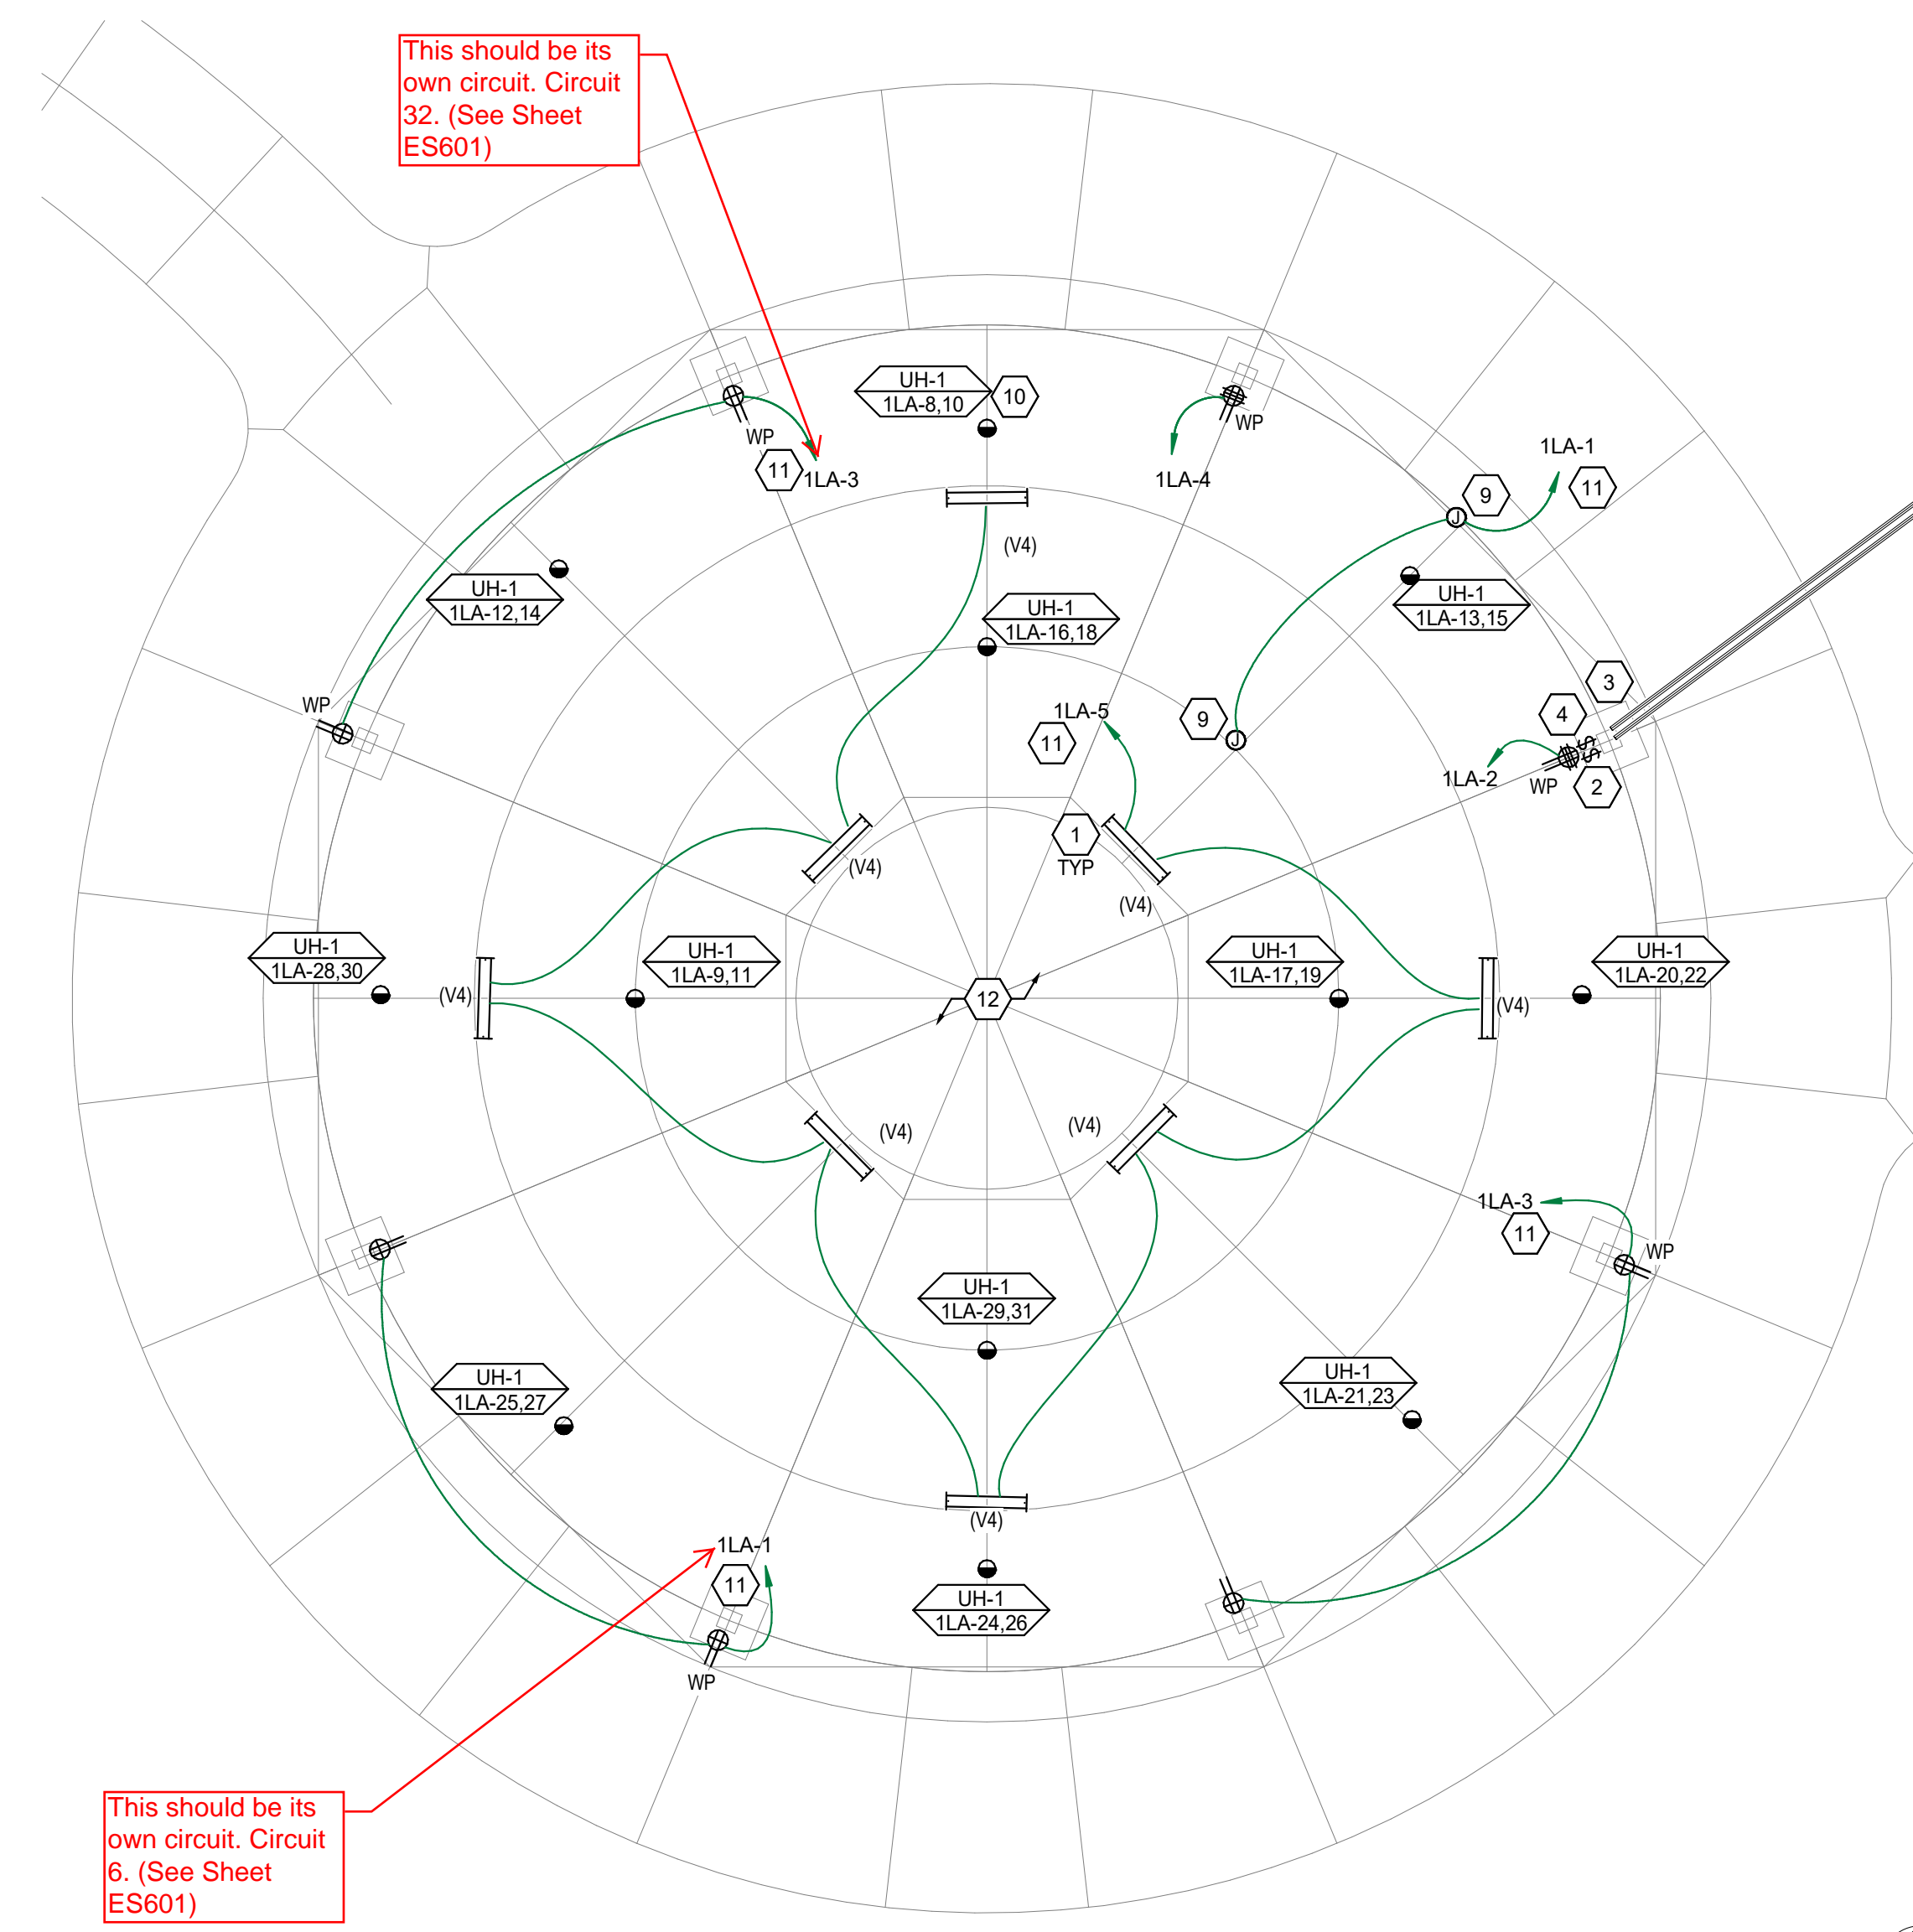 This should be its
own circuit. Circuit
32. (See Sheet
ES601)
UH-1
1LA-8,10
10
WP
11
1LA-3
WP
1LA-4
1LA-1
9
11
J
(V4)
UH-1
1LA-12,14
UH-1
1LA-16,18
UH-1
1LA-13,15
WP
1LA-5
11
9
J
3
4
1LA-2
WP
SS
2
1
TYP
(V4)
(V4)
UH-1
1LA-28,30
(V4)
UH-1
1LA-9,11
12
UH-1
1LA-17,19
(V4)
UH-1
1LA-20,22
(V4)
(V4)
1LA-3
11
WP
UH-1
1LA-29,31
UH-1
1LA-25,27
UH-1
1LA-21,23
(V4)
1LA-1
11
UH-1
1LA-24,26
WP
This should be its
own circuit. Circuit
6. (See Sheet
ES601)